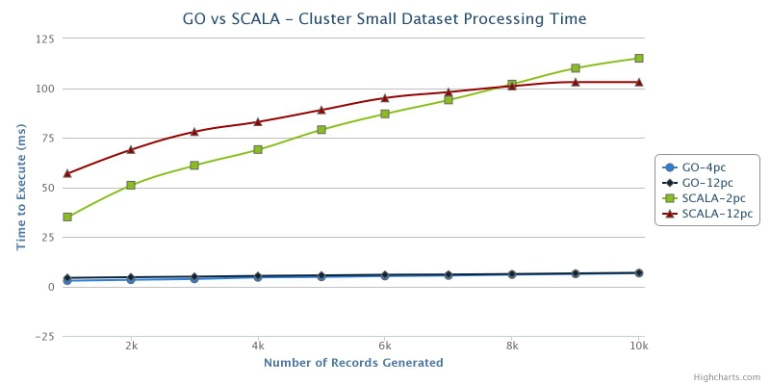 GO vs SCALA - Cluster Small Dataset Processing Time
Time to Execute (ms)
125
100
75
50
25
0
-25
2k 4k 6k 8k 10k
Number of Records Generated
GO-4pc
GO-12pc
SCALA-2pc
SCALA-12pc
Highcharts.com